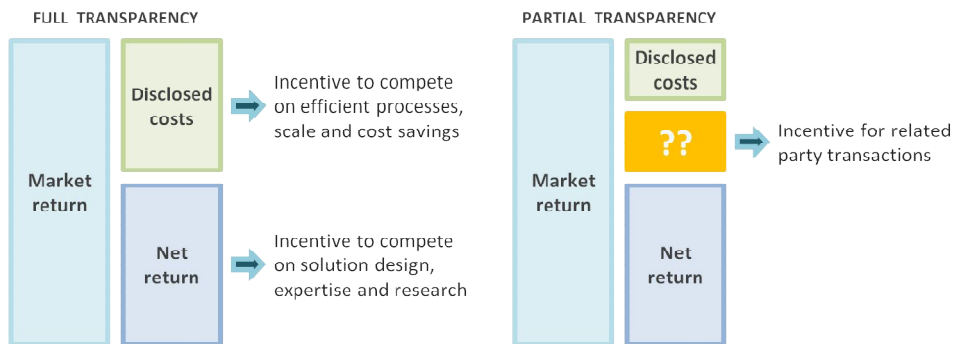 FULL TRANSPARENCY
Market
return
Disclosed
costs
Incentive to compete
on efficient processes,
scale and cost savings
Net
return
Incentive to compete
on solution design,
expertise and research
PARTIAL TRANSPARENCY
Market
return
Disclosed
costs
??
Incentive for related
party transactions
Net
return